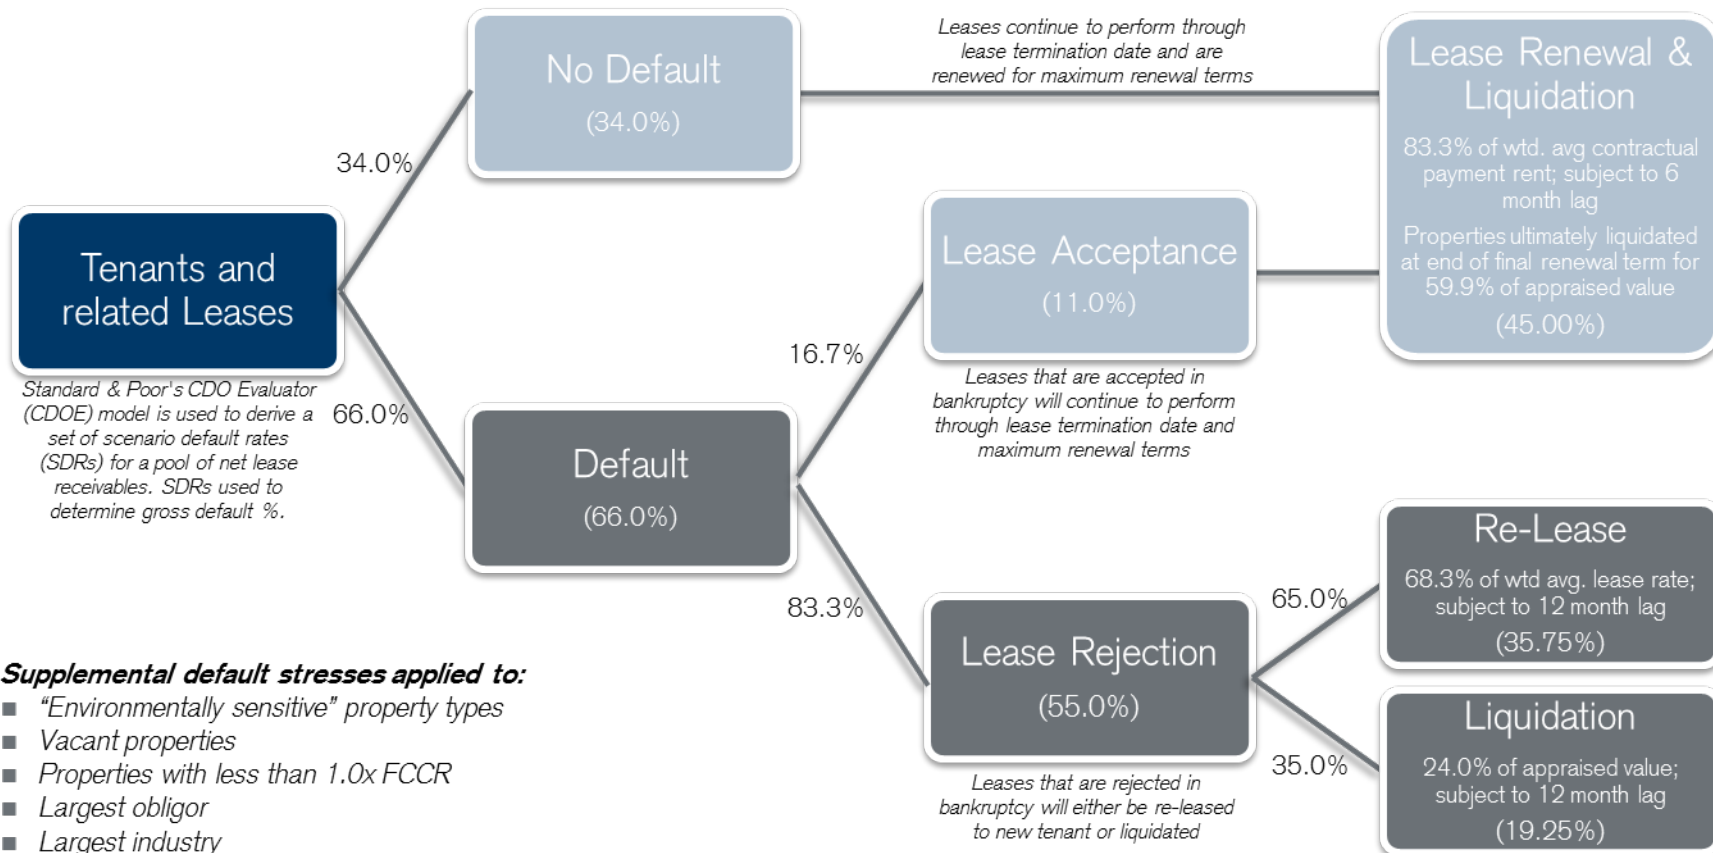 No Default
(34.0%)
Leases continue to perform through
lease termination date and are
renewed for maximum renewal terms
Lease Renewal &
Liquidation
83.3% of wtd. avg contractual
payment rent; subject to 6
month lag
Properties ultimately liquidated
at end of final renewal term for
59.9% of appraised value
(45.00%)
34.0%
Tenants and
related Leases
Standard & Poor's CDO Evaluator
(CDOE) model is used to derive a
set of scenario default rates
(SDRs) for a pool of net lease
receivables. SDRs used to
determine gross default %.
66.0%
Lease Acceptance
(11.0%)
16.7%
Leases that are accepted in
bankruptcy will continue to perform
through lease termination date and
maximum renewal terms
Default
(66.0%)
83.3%
Lease Rejection
(55.0%)
Leases that are rejected in
bankruptcy will either be re-leased
to new tenant or liquidated
65.0%
Re-Lease
68.3% of wtd avg. lease rate;
subject to 12 month lag
(35.75%)
35.0%
Liquidation
24.0% of appraised value;
subject to 12 month lag
(19.25%)
Supplemental default stresses applied to:
■ “Environmentally sensitive” property types
■ Vacant properties
■ Properties with less than 1.0x FCCR
■ Largest obligor
■ Largest industry